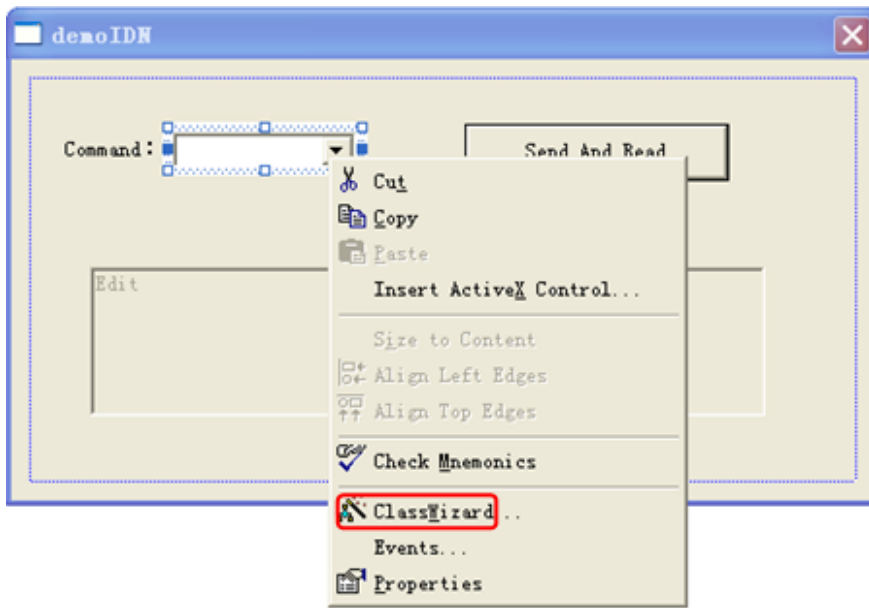 demoIDN
Command:
Send And Read
Edit
Cut
Copy
Paste
Insert ActiveX Control...
Size to Content
Align Left Edges
Align Top Edges
Check Mnemonics
ClassWizard...
Events...
Properties